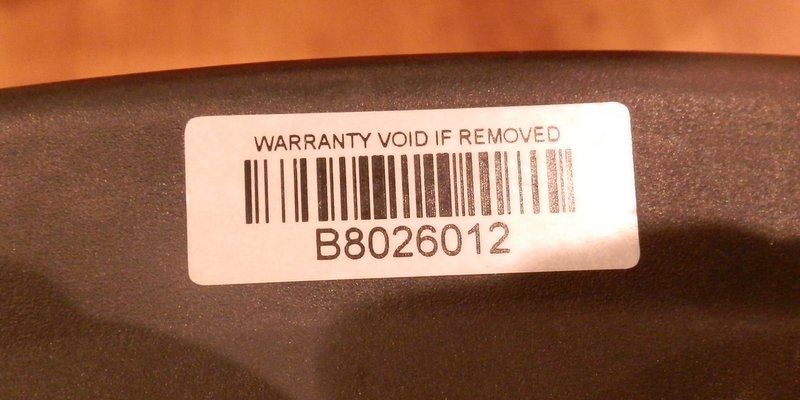 WARRANTY VOID IF REMOVED
B8026012